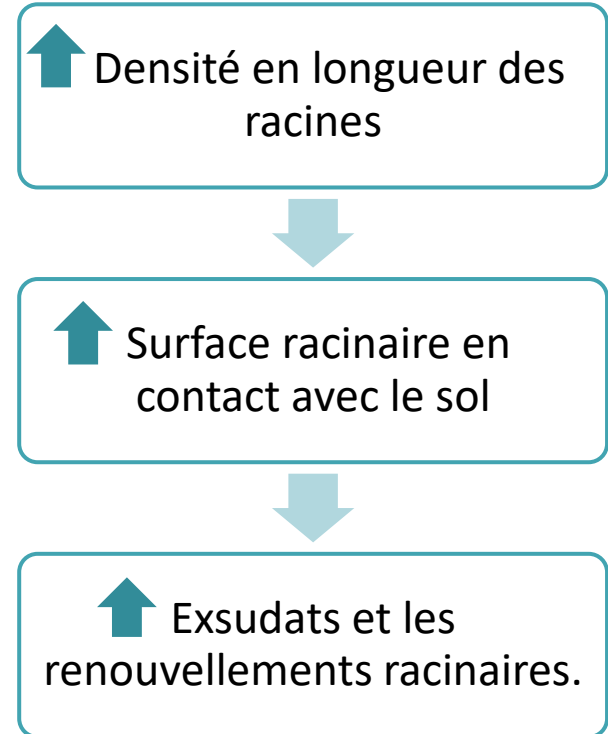 Densité en longueur des
racines
Surface racinaire en
contact avec le sol
Exsudats et les
renouvellements racinaires.